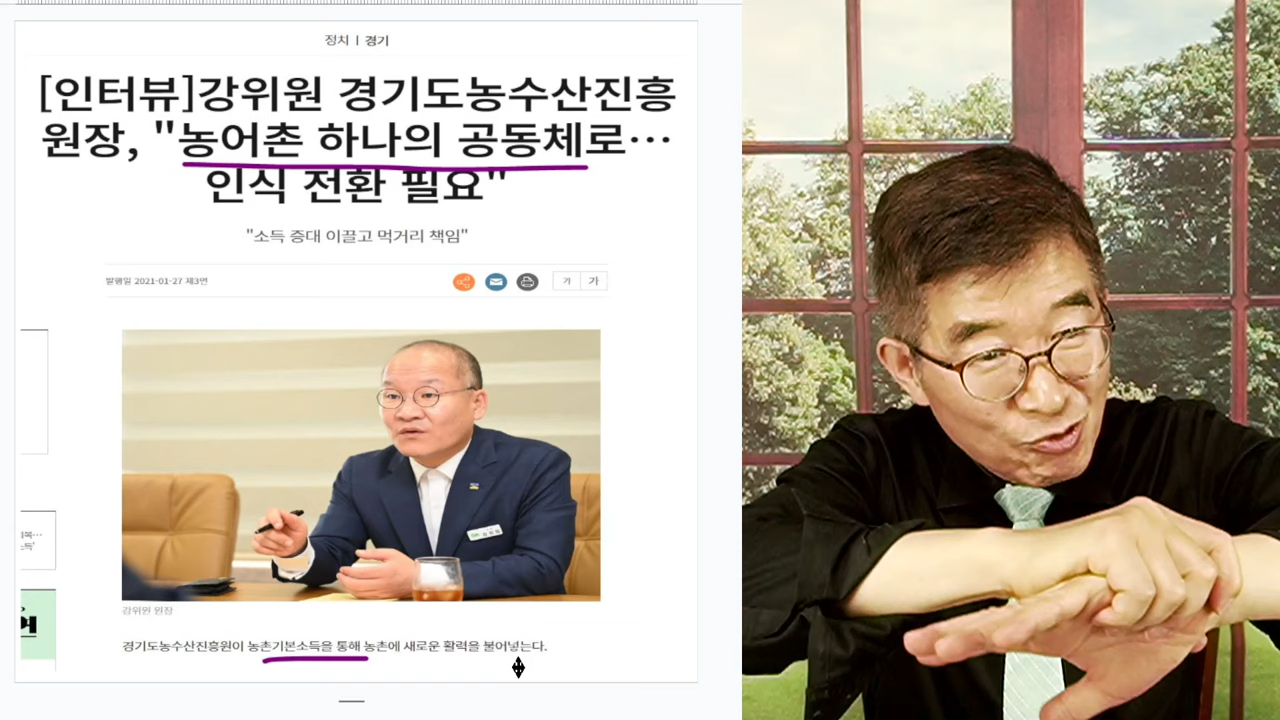 정치 | 경기
[인터뷰]강위원 경기도농수산진흥
원장, "농어촌 하나의 공동체로…
인식 전환 필요"
"소득 증대 이끌고 먹거리 책임"
발행일 2021-01-27 제3면
가 가
강위원 원장
경기도농수산진흥원이 농촌기본소득을 통해 농촌에 새로운 활력을 불어넣는다.